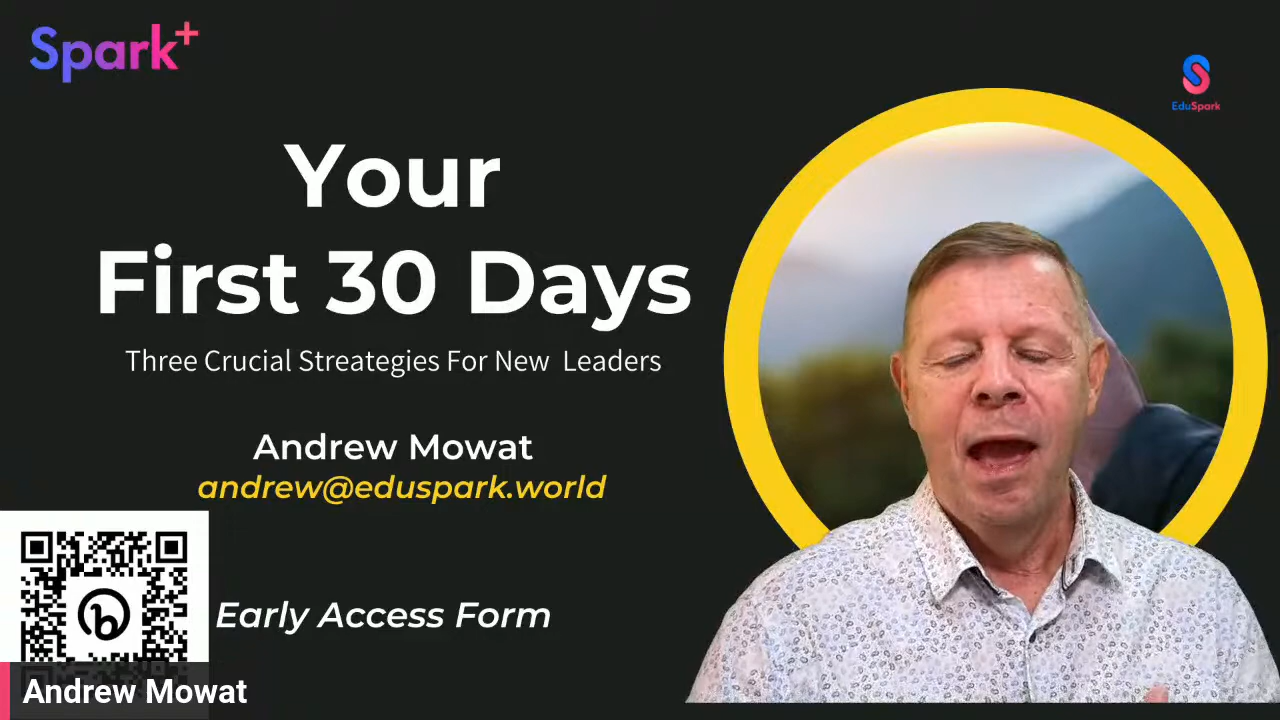 Spark+
EduSpark
Your
First 30 Days
Three Crucial Streategies For New Leaders
Andrew Mowat
andrew@eduspark.world
Early Access Form
Andrew Mowat